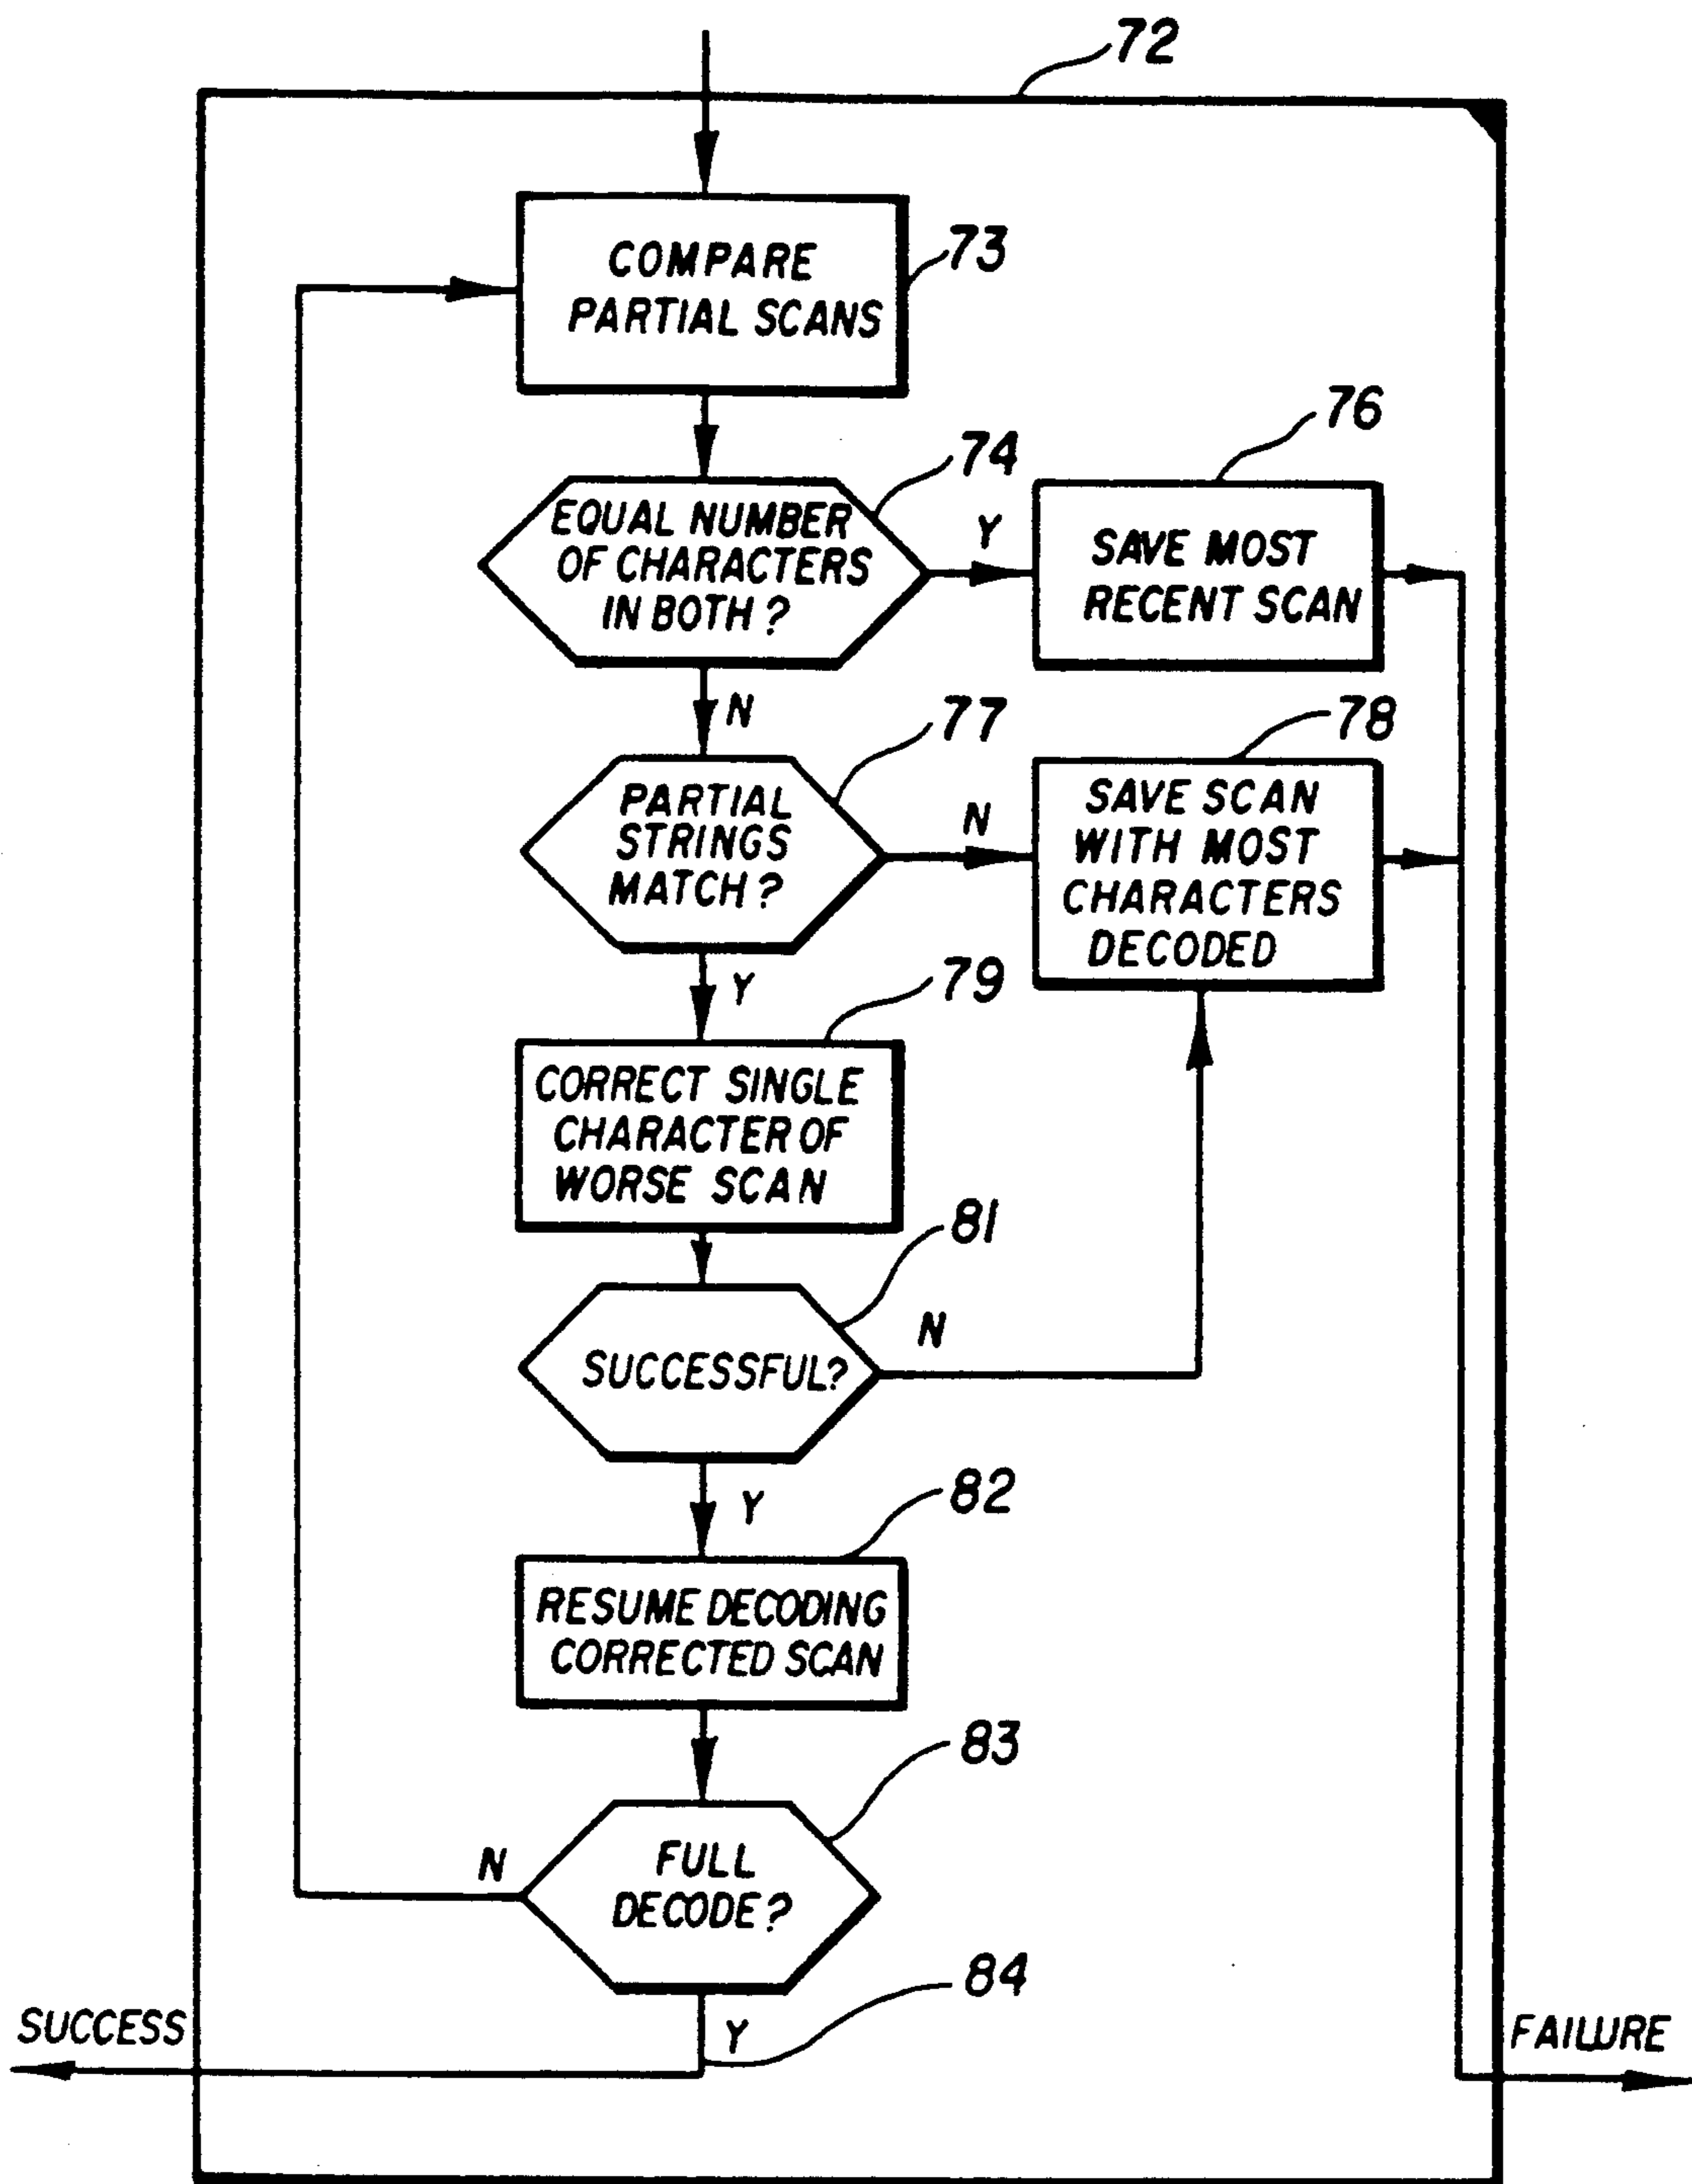 72
COMPARE
PARTIAL SCANS
73
EQUAL NUMBER
OF CHARACTERS
IN BOTH ?
74
Y
SAVE MOST
RECENT SCAN
76
N
PARTIAL
STRINGS
MATCH ?
77
N
SAVE SCAN
WITH MOST
CHARACTERS
DECODED
78
Y
CORRECT SINGLE
CHARACTER OF
WORSE SCAN
79
SUCCESSFUL?
81
N
Y
RESUME DECODING
CORRECTED SCAN
82
FULL
DECODE ?
83
N
Y
84
SUCCESS
FAILURE